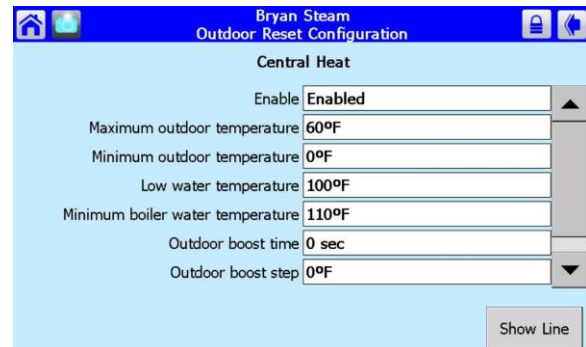 Bryan Steam
Outdoor Reset Configuration
Central Heat
Enable Enabled
Maximum outdoor temperature 60ºF
Minimum outdoor temperature 0ºF
Low water temperature 100ºF
Minimum boiler water temperature 110ºF
Outdoor boost time 0 sec
Outdoor boost step 0ºF
Show Line